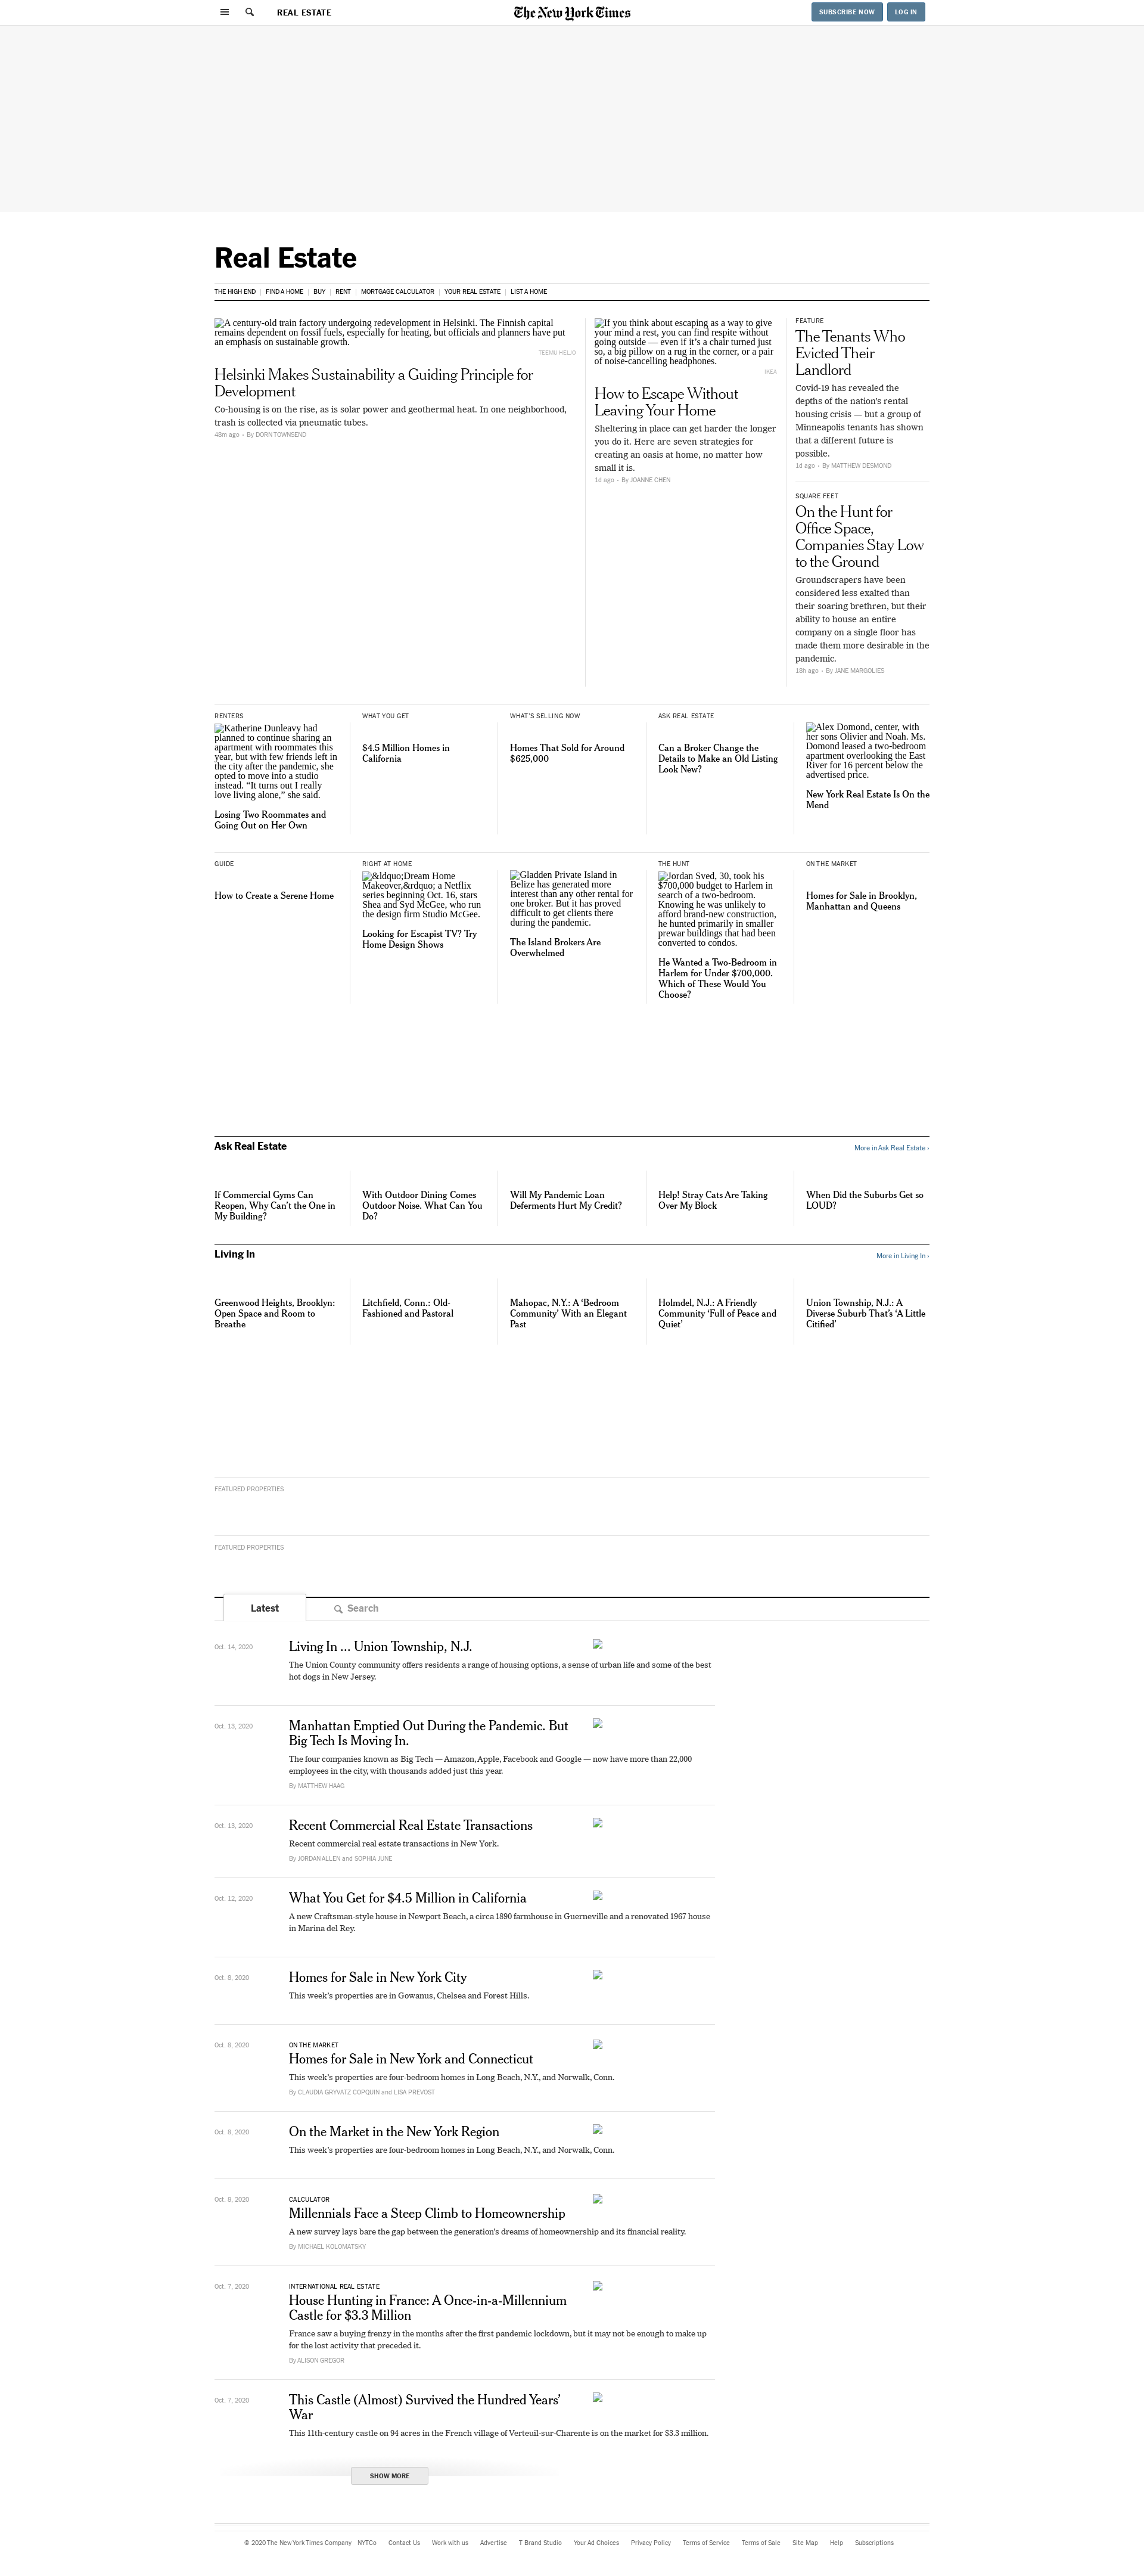 REAL ESTATE
The New York Times
SUBSCRIBE NOW
LOG IN
Real Estate
THE HIGH END
FIND A HOME
BUY
RENT
MORTGAGE CALCULATOR
YOUR REAL ESTATE
LIST A HOME
A century-old train factory undergoing redevelopment in Helsinki. The Finnish capital
remains dependent on fossil fuels, especially for heating, but officials and planners have put
an emphasis on sustainable growth.
TEEMU HELJO
Helsinki Makes Sustainability a Guiding Principle for
Development
Co-housing is on the rise, as is solar power and geothermal heat. In one neighborhood,
trash is collected via pneumatic tubes.
48m ago • By DORN TOWNSEND
If you think about escaping as a way to give
your mind a rest, you can find respite without
going outside — even if it’s a chair turned just
so, a big pillow on a rug in the corner, or a pair
of noise-cancelling headphones.
IKEA
How to Escape Without
Leaving Your Home
Sheltering in place can get harder the longer
you do it. Here are seven strategies for
creating an oasis at home, no matter how
small it is.
1d ago • By JOANNE CHEN
FEATURE
The Tenants Who
Evicted Their
Landlord
Covid-19 has revealed the
depths of the nation’s rental
housing crisis — but a group of
Minneapolis tenants has shown
that a different future is
possible.
1d ago • By MATTHEW DESMOND
SQUARE FEET
On the Hunt for
Office Space,
Companies Stay Low
to the Ground
Groundscrapers have been
considered less exalted than
their soaring brethren, but their
ability to house an entire
company on a single floor has
made them more desirable in the
pandemic.
18h ago • By JANE MARGOLIES
RENTERS
Katherine Dunleavy had
planned to continue sharing an
apartment with roommates this
year, but with few friends left in
the city after the pandemic, she
opted to move into a studio
instead. “It turns out I really
love living alone,” she said.
Losing Two Roommates and
Going Out on Her Own
WHAT YOU GET
$4.5 Million Homes in
California
WHAT'S SELLING NOW
Homes That Sold for Around
$625,000
ASK REAL ESTATE
Can a Broker Change the
Details to Make an Old Listing
Look New?
Alex Domond, center, with
her sons Olivier and Noah. Ms.
Domond leased a two-bedroom
apartment overlooking the East
River for 16 percent below the
advertised price.
New York Real Estate Is On the
Mend
GUIDE
How to Create a Serene Home
RIGHT AT HOME
&ldquo;Dream Home
Makeover,&rdquo; a Netflix
series beginning Oct. 16, stars
Shea and Syd McGee, who run
the design firm Studio McGee.
Looking for Escapist TV? Try
Home Design Shows
Gladden Private Island in
Belize has generated more
interest than any other rental for
one broker. But it has proved
difficult to get clients there
during the pandemic.
The Island Brokers Are
Overwhelmed
THE HUNT
Jordan Sved, 30, took his
$700,000 budget to Harlem in
search of a two-bedroom.
Knowing he was unlikely to
afford brand-new construction,
he hunted primarily in smaller
prewar buildings that had been
converted to condos.
He Wanted a Two-Bedroom in
Harlem for Under $700,000.
Which of These Would You
Choose?
ON THE MARKET
Homes for Sale in Brooklyn,
Manhattan and Queens
Ask Real Estate
More in Ask Real Estate ›
If Commercial Gyms Can
Reopen, Why Can’t the One in
My Building?
With Outdoor Dining Comes
Outdoor Noise. What Can You
Do?
Will My Pandemic Loan
Deferments Hurt My Credit?
Help! Stray Cats Are Taking
Over My Block
When Did the Suburbs Get so
LOUD?
Living In
More in Living In ›
Greenwood Heights, Brooklyn:
Open Space and Room to
Breathe
Litchfield, Conn.: Old-
Fashioned and Pastoral
Mahopac, N.Y.: A ‘Bedroom
Community’ With an Elegant
Past
Holmdel, N.J.: A Friendly
Community ‘Full of Peace and
Quiet’
Union Township, N.J.: A
Diverse Suburb That’s ‘A Little
Citified’
FEATURED PROPERTIES
FEATURED PROPERTIES
Latest
Search
Oct. 14, 2020
Living In ... Union Township, N.J.
The Union County community offers residents a range of housing options, a sense of urban life and some of the best
hot dogs in New Jersey.
Oct. 13, 2020
Manhattan Emptied Out During the Pandemic. But
Big Tech Is Moving In.
The four companies known as Big Tech — Amazon, Apple, Facebook and Google — now have more than 22,000
employees in the city, with thousands added just this year.
By MATTHEW HAAG
Oct. 13, 2020
Recent Commercial Real Estate Transactions
Recent commercial real estate transactions in New York.
By JORDAN ALLEN and SOPHIA JUNE
Oct. 12, 2020
What You Get for $4.5 Million in California
A new Craftsman-style house in Newport Beach, a circa 1890 farmhouse in Guerneville and a renovated 1967 house
in Marina del Rey.
Oct. 8, 2020
Homes for Sale in New York City
This week’s properties are in Gowanus, Chelsea and Forest Hills.
Oct. 8, 2020
ON THE MARKET
Homes for Sale in New York and Connecticut
This week’s properties are four-bedroom homes in Long Beach, N.Y., and Norwalk, Conn.
By CLAUDIA GRYVATZ COPQUIN and LISA PREVOST
Oct. 8, 2020
On the Market in the New York Region
This week’s properties are four-bedroom homes in Long Beach, N.Y., and Norwalk, Conn.
Oct. 8, 2020
CALCULATOR
Millennials Face a Steep Climb to Homeownership
A new survey lays bare the gap between the generation’s dreams of homeownership and its financial reality.
By MICHAEL KOLOMATSKY
Oct. 7, 2020
INTERNATIONAL REAL ESTATE
House Hunting in France: A Once-in-a-Millennium
Castle for $3.3 Million
France saw a buying frenzy in the months after the first pandemic lockdown, but it may not be enough to make up
for the lost activity that preceded it.
By ALISON GREGOR
Oct. 7, 2020
This Castle (Almost) Survived the Hundred Years’
War
This 11th-century castle on 94 acres in the French village of Verteuil-sur-Charente is on the market for $3.3 million.
SHOW MORE
© 2020 The New York Times Company
NYTCo
Contact Us
Work with us
Advertise
T Brand Studio
Your Ad Choices
Privacy Policy
Terms of Service
Terms of Sale
Site Map
Help
Subscriptions